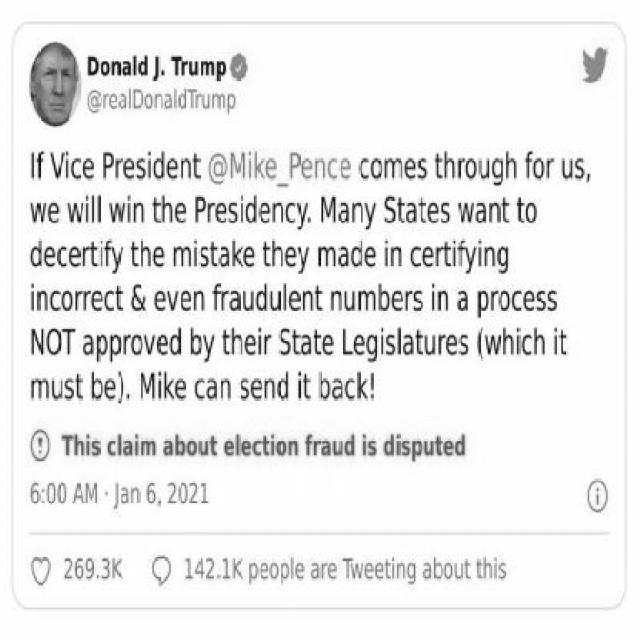 Donald J. Trump
@realDonaldTrump
If Vice President @Mike_Pence comes through for us,
we will win the Presidency. Many States want to
decertify the mistake they made in certifying
incorrect & even fraudulent numbers in a process
NOT approved by their State Legislatures (which it
must be). Mike can send it back!
This claim about election fraud is disputed
6:00 AM · Jan 6, 2021
269.3K 142.1K people are Tweeting about this